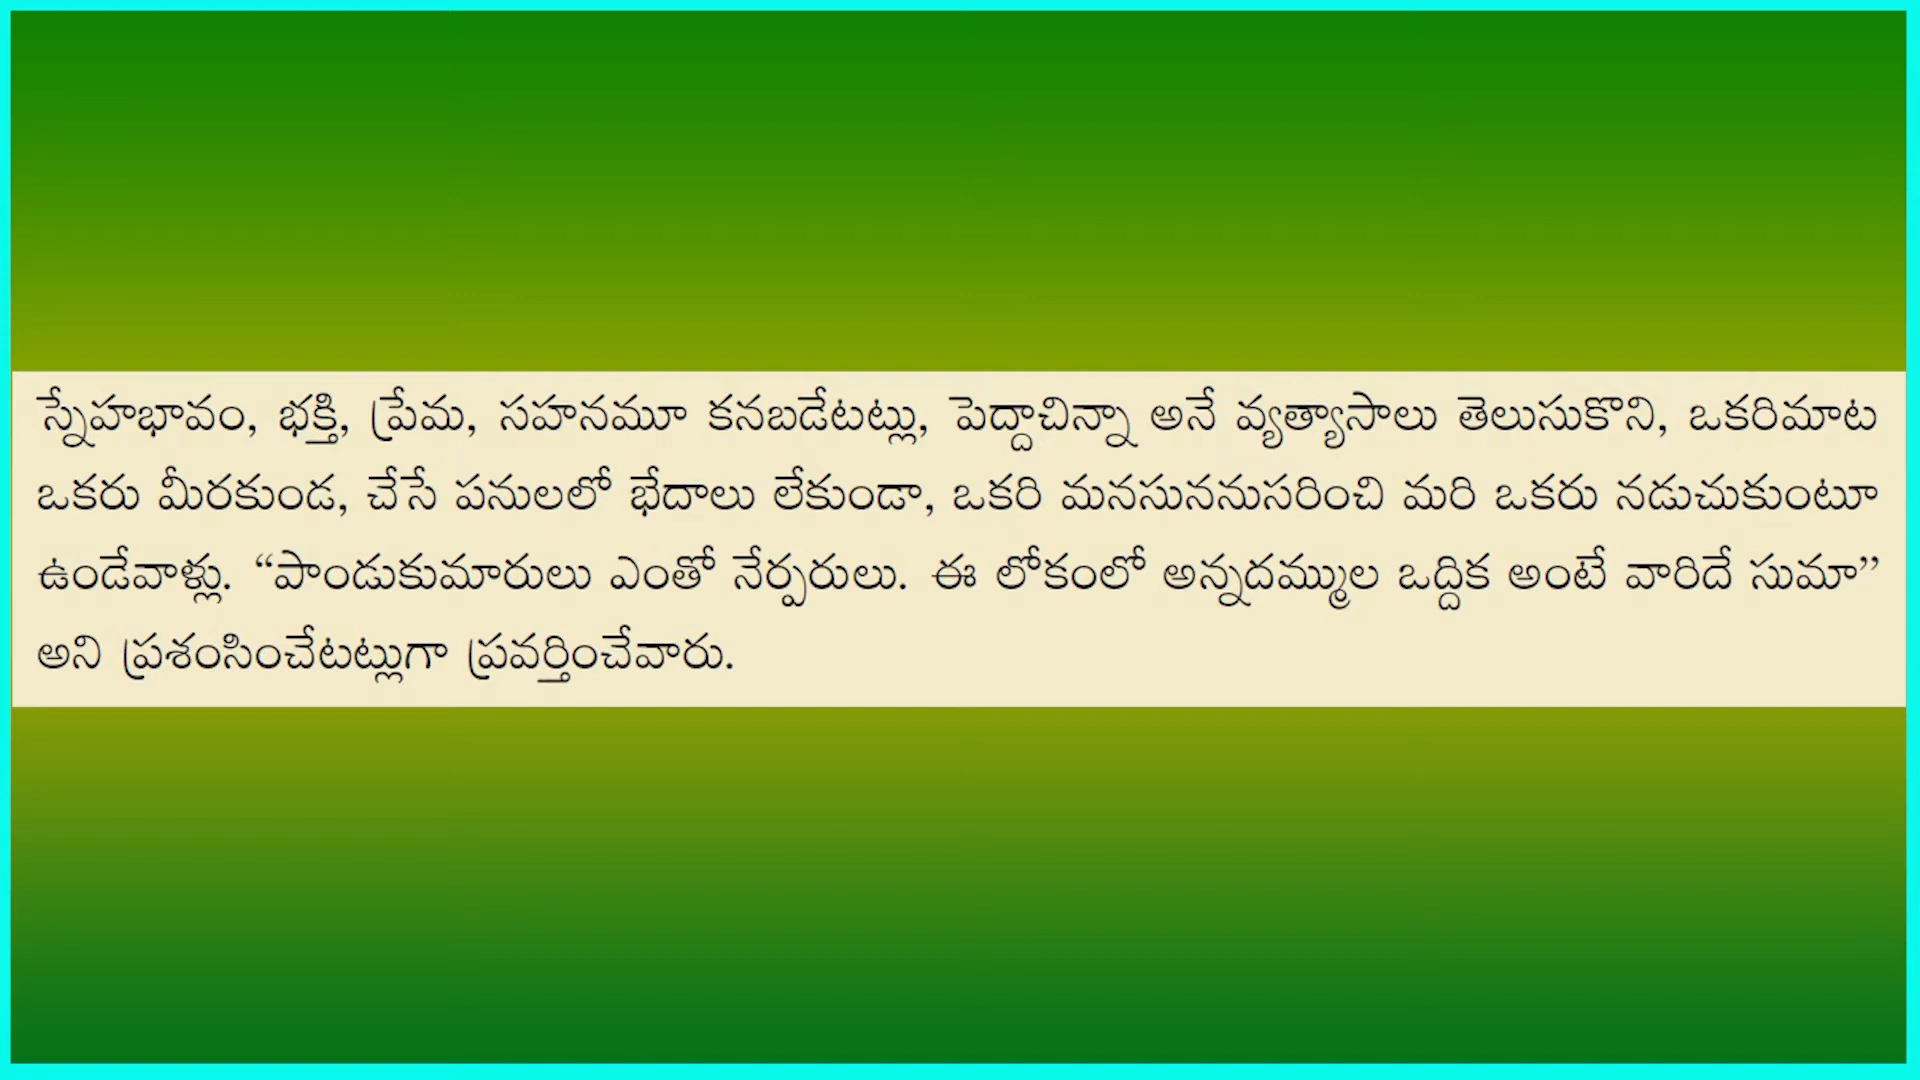 స్నేహభావం, భక్తి, ప్రేమ, సహనమూ కనబడేటట్లు, పెద్దాచిన్నా అనే వ్యత్యాసాలు తెలుసుకొని, ఒకరిమాట
ఒకరు మీరకుండ, చేసే పనులలో భేదాలు లేకుండా, ఒకరి మనసుననుసరించి మరి ఒకరు నడుచుకుంటూ
ఉండేవాళ్లు. “పాండుకుమారులు ఎంతో నేర్పరులు. ఈ లోకంలో అన్నదమ్ముల ఒద్దిక అంటే వారిదే సుమా”
అని ప్రశంసించేటట్లుగా ప్రవర్తించేవారు.